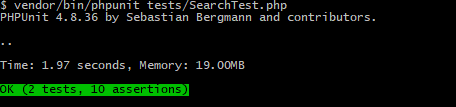 $ vendor/bin/phpunit tests/SearchTest.php
PHPUnit 4.8.36 by Sebastian Bergmann and contributors.
..
Time: 1.97 seconds, Memory: 19.00MB
OK (2 tests, 10 assertions)